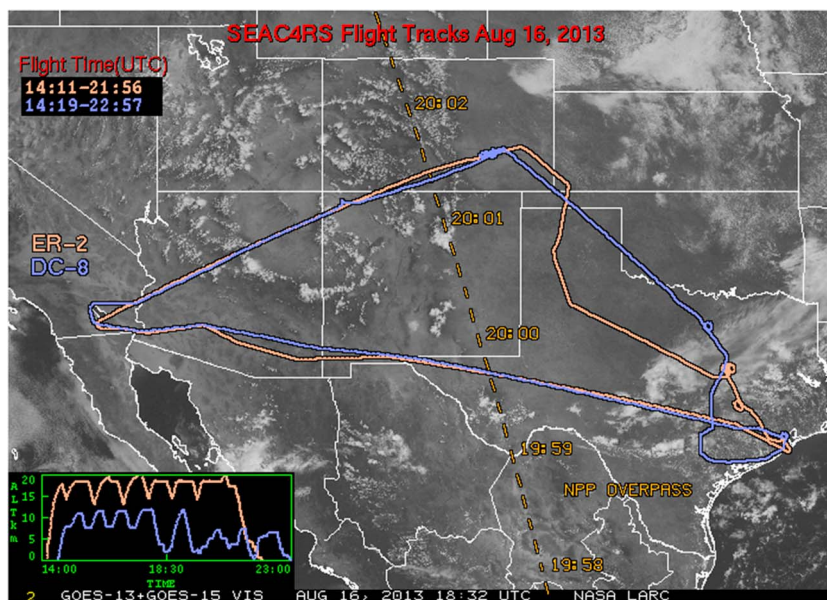 SEAC4RS Flight Tracks Aug 16, 2013
Flight Time(UTC)
14:11-21:56
14:19-22:57
20:02
20:01
ER-2
DC-8
20:00
19:59
NPP OVERPASS
19:58
ALT km
20
15
10
5
0
14:00 18:30 23:00
TIME
2 GOES-13+GOES-15 VIS AUG 16, 2013 18:32 UTC NASA LARC